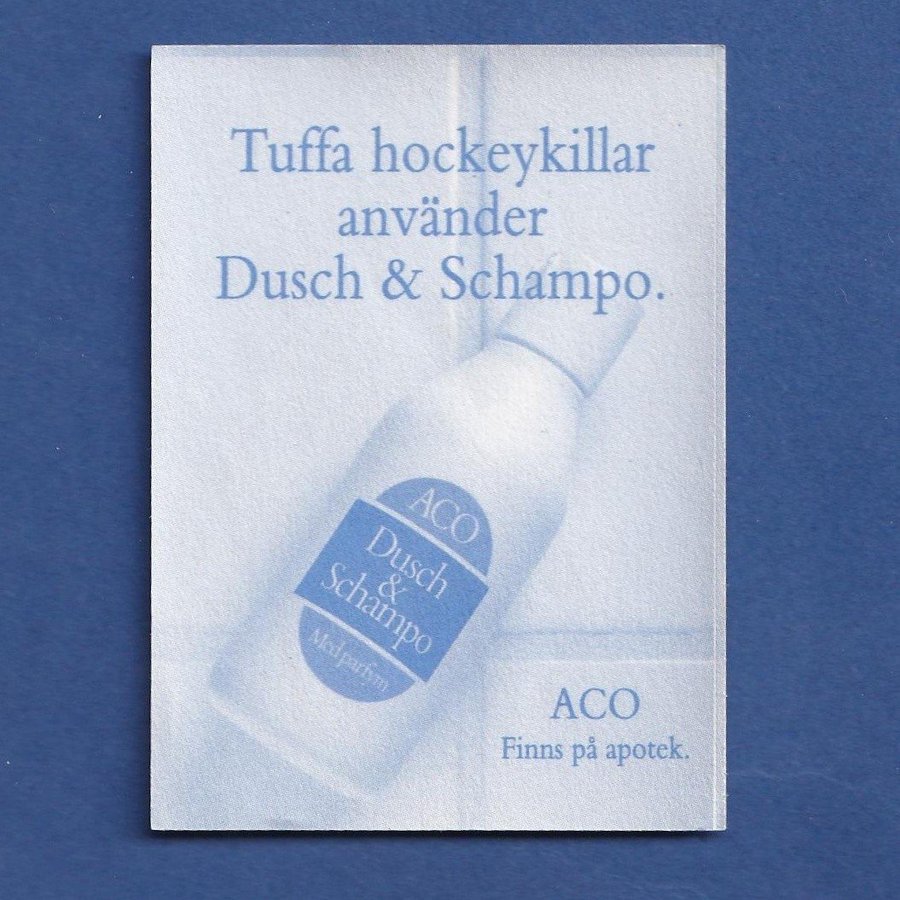 Tuffa hockeykillar
använder
Dusch & Schampo.
ACO
Dusch
&
Schampo
Med parfym
ACO
Finns på apotek.